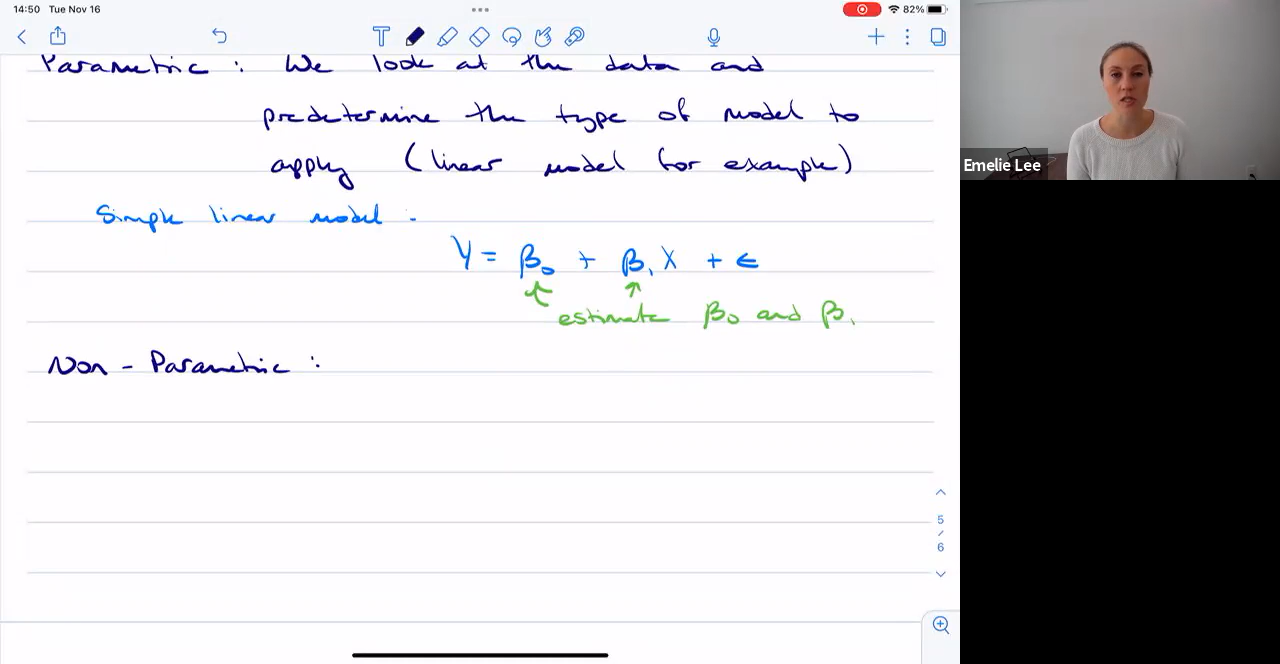 14:50 Tue Nov 16
82%
Parametric : We look at the data and
predetermine the type of model to
apply (linear model for example)
Simple linear model :
Y = β₀ + β₁X + ϵ
estimate β₀ and β₁
Non - Parametric :
5
/
6
Emelie Lee